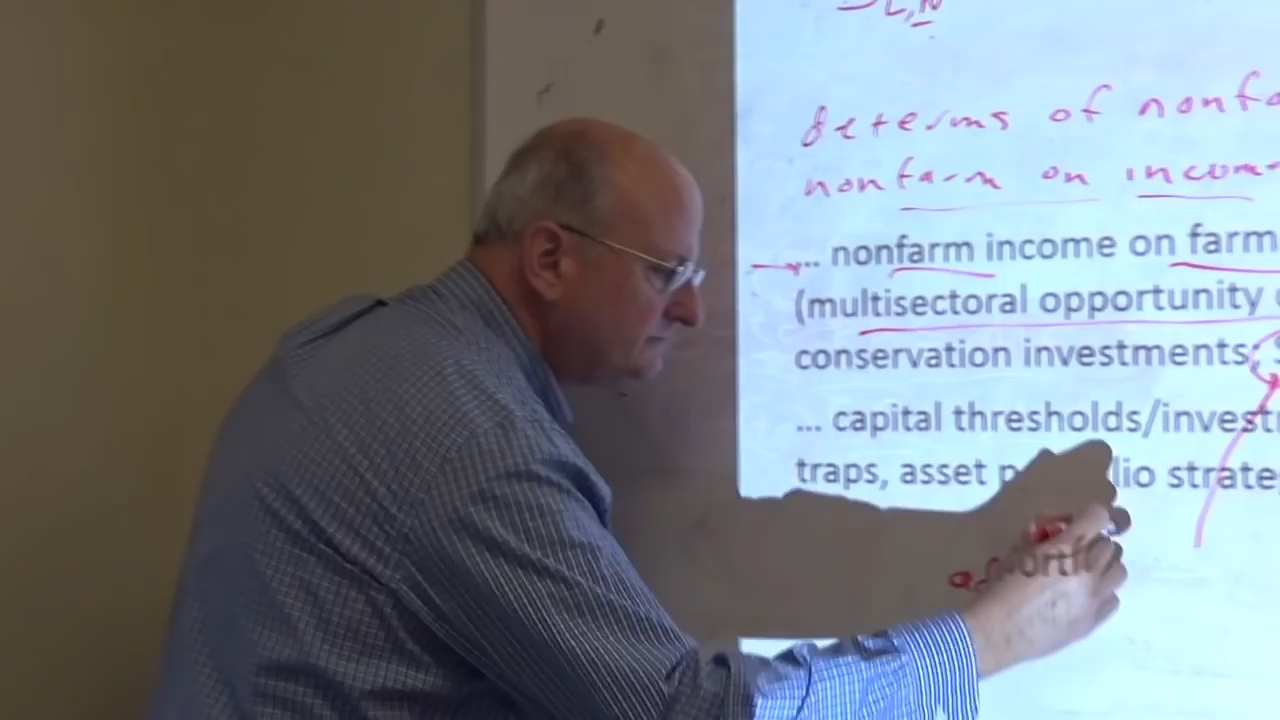 L, N
determs of nonfa
nonfarm on incom
... nonfarm income on farm
(multisectoral opportunity
conservation investments;
... capital thresholds/invest
traps, asset p lio strate